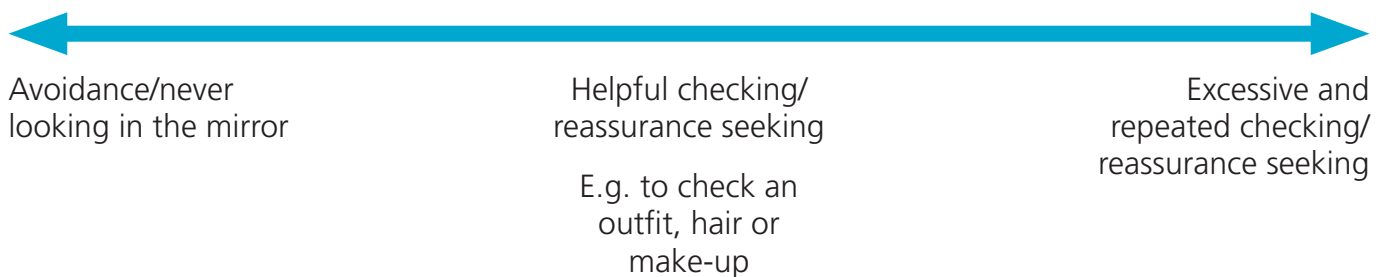 Avoidance/never
looking in the mirror
Helpful checking/
reassurance seeking
E.g. to check an
outfit, hair or
make-up
Excessive and
repeated checking/
reassurance seeking